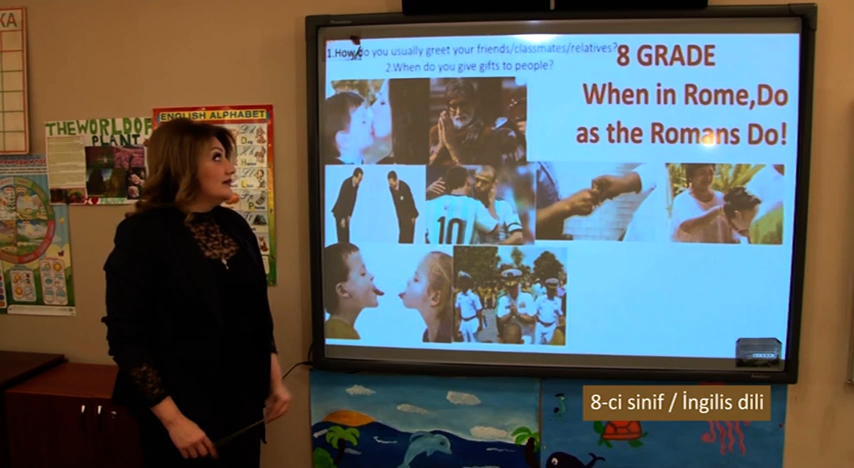 KA
THE WORLD OF
PLANT
ENGLISH ALPHABET
1.How do you usually greet your friends/classmates/relatives?
2.When do you give gifts to people?
8 GRADE
When in Rome,Do
as the Romans Do!
10
8-ci sinif / İngilis dili